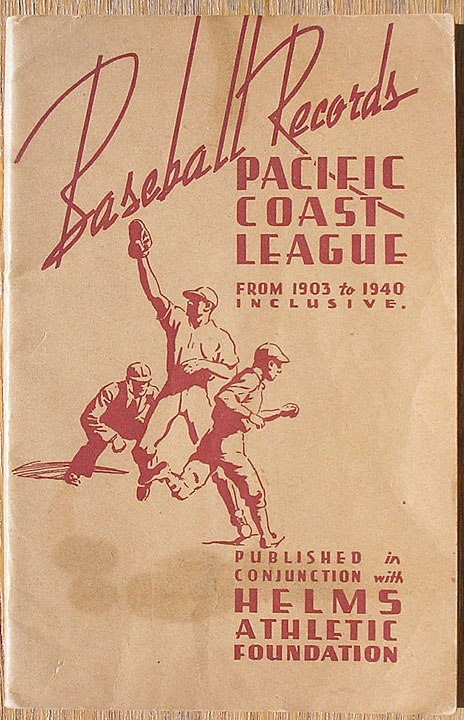 Baseball Records
PACIFIC
COAST
LEAGUE
FROM 1903 to 1940
INCLUSIVE.
PUBLISHED in
CONJUNCTION with
HELMS
ATHLETIC
FOUNDATION